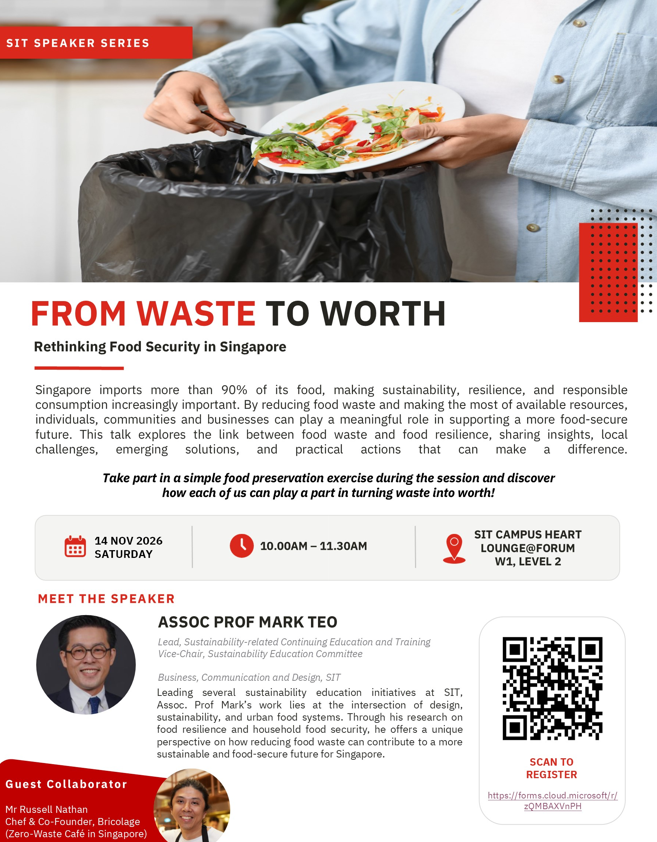 SIT SPEAKER SERIES
FROM WASTE TO WORTH
Rethinking Food Security in Singapore
Singapore imports more than 90% of its food, making sustainability, resilience, and responsible
consumption increasingly important. By reducing food waste and making the most of available resources,
individuals, communities and businesses can play a meaningful role in supporting a more food-secure
future. This talk explores the link between food waste and food resilience, sharing insights, local
challenges, emerging solutions, and practical actions that can make a difference.
Take part in a simple food preservation exercise during the session and discover
how each of us can play a part in turning waste into worth!
14 NOV 2026
SATURDAY
10.00AM – 11.30AM
SIT CAMPUS HEART
LOUNGE@FORUM
W1, LEVEL 2
MEET THE SPEAKER
ASSOC PROF MARK TEO
Lead, Sustainability-related Continuing Education and Training
Vice-Chair, Sustainability Education Committee
Business, Communication and Design, SIT
Leading several sustainability education initiatives at SIT,
Assoc. Prof Mark's work lies at the intersection of design,
sustainability, and urban food systems. Through his research on
food resilience and household food security, he offers a unique
perspective on how reducing food waste can contribute to a more
sustainable and food-secure future for Singapore.
SCAN TO
REGISTER
https://forms.cloud.microsoft/r/
zQMBAXVnPH
Guest Collaborator
Mr Russell Nathan
Chef & Co-Founder, Bricolage
(Zero-Waste Café in Singapore)